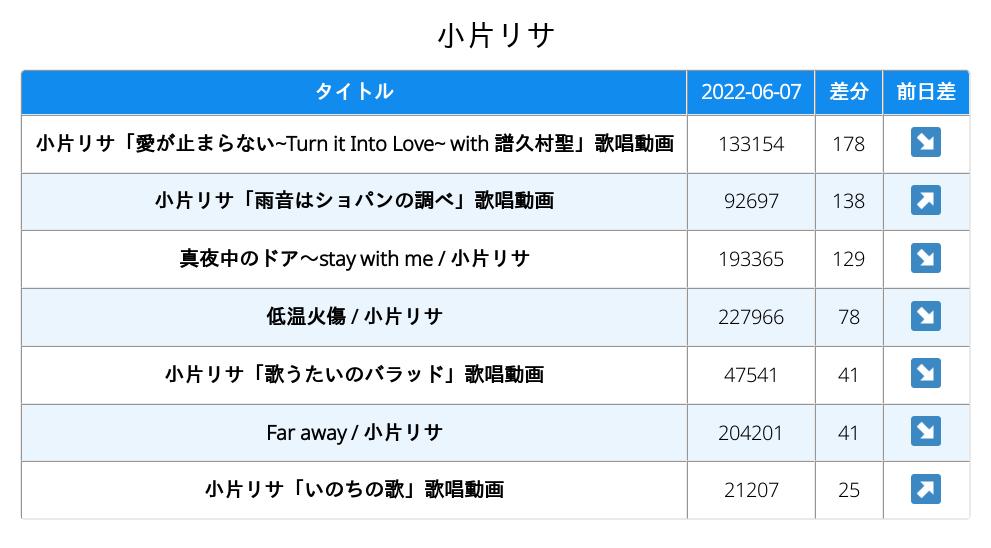 小片リサ
タイトル 2022-06-07 差分 前日差
小片リサ「愛が止まらない~Turn it Into Love~ with 譜久村聖」歌唱動画 133154 178 ↘
小片リサ「雨音はショパンの調べ」歌唱動画 92697 138 ↗
真夜中のドア〜stay with me / 小片リサ 193365 129 ↘
低温火傷 / 小片リサ 227966 78 ↘
小片リサ「歌うたいのバラッド」歌唱動画 47541 41 ↘
Far away / 小片リサ 204201 41 ↘
小片リサ「いのちの歌」歌唱動画 21207 25 ↗